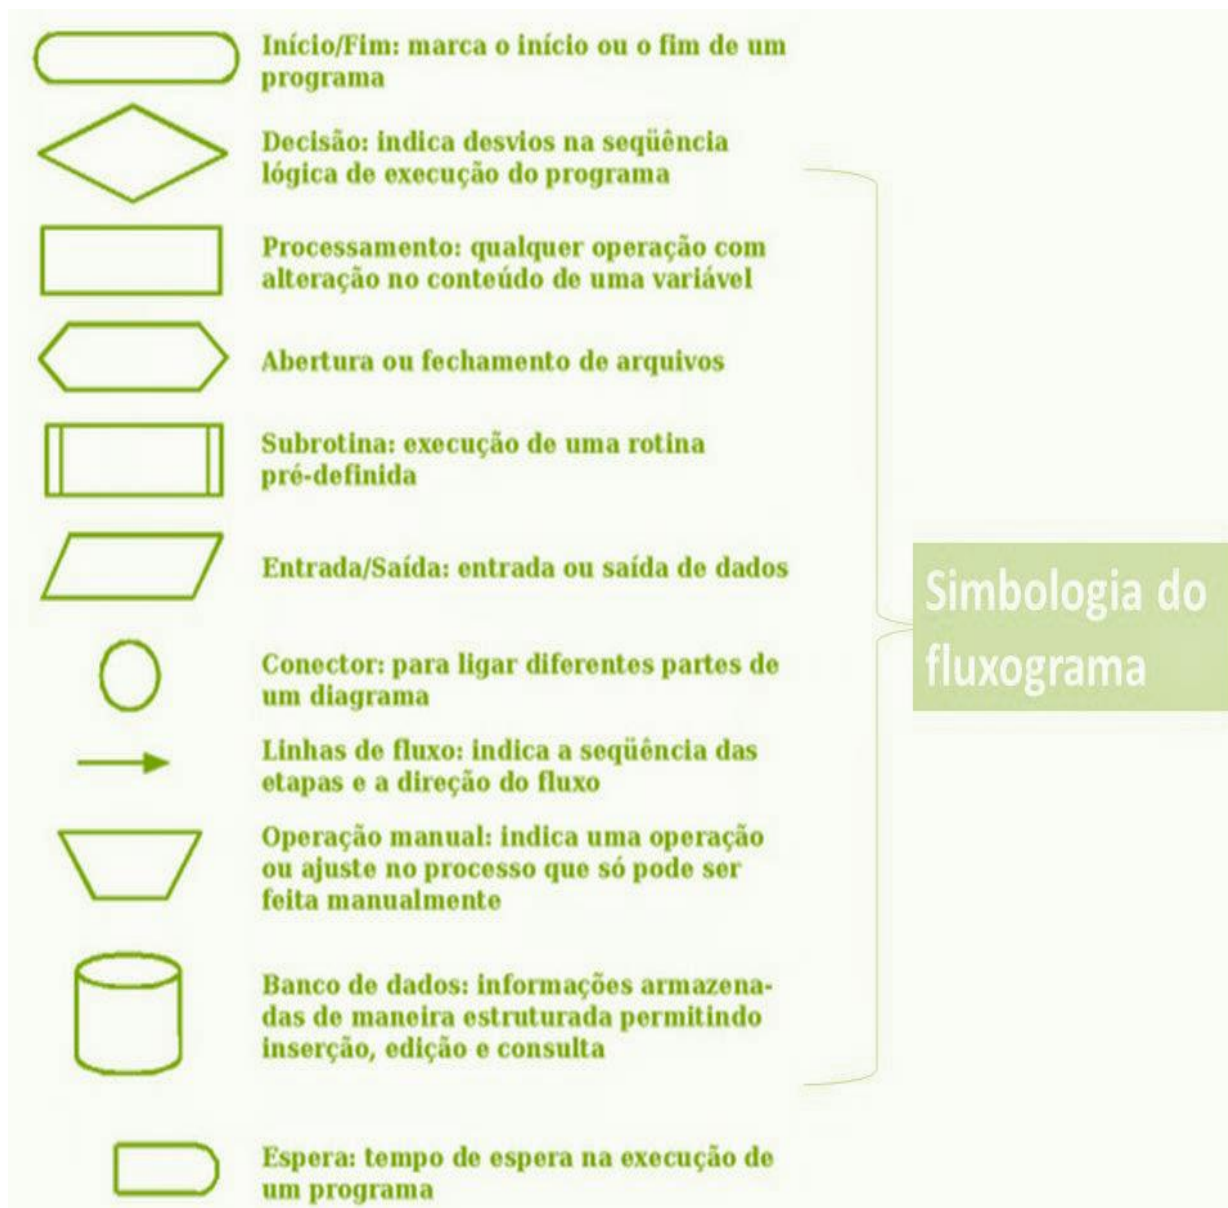 Início/Fim: marca o início ou o fim de um
programa
Decisão: indica desvios na seqüência
lógica de execução do programa
Processamento: qualquer operação com
alteração no conteúdo de uma variável
Abertura ou fechamento de arquivos
Subrotina: execução de uma rotina
pré-definida
Entrada/Saída: entrada ou saída de dados
Conector: para ligar diferentes partes de
um diagrama
Linhas de fluxo: indica a seqüência das
etapas e a direção do fluxo
Operação manual: indica uma operação
ou ajuste no processo que só pode ser
feita manualmente
Banco de dados: informações armazena-
das de maneira estruturada permitindo
inserção, edição e consulta
Espera: tempo de espera na execução de
um programa
Simbologia do
fluxograma